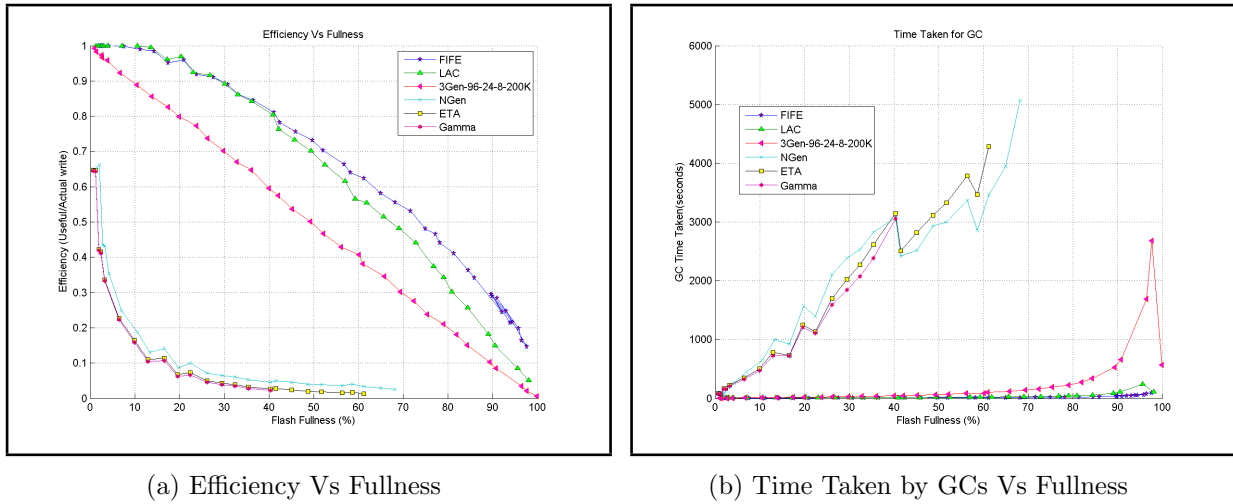 Efficiency Vs Fullness
1
0.9
0.8
0.7
0.6
0.5
0.4
0.3
0.2
0.1
0
Efficiency (Useful/Actual write)
FIFE
LAC
3Gen-96-24-8-200K
NGen
ETA
Gamma
0 10 20 30 40 50 60 70 80 90 100
Flash Fullness (%)
(a) Efficiency Vs Fullness
Time Taken for GC
6000
5000
4000
3000
2000
1000
0
GC Time Taken(seconds)
FIFE
LAC
3Gen-96-24-8-200K
NGen
ETA
Gamma
0 10 20 30 40 50 60 70 80 90 100
Flash Fullness (%)
(b) Time Taken by GCs Vs Fullness